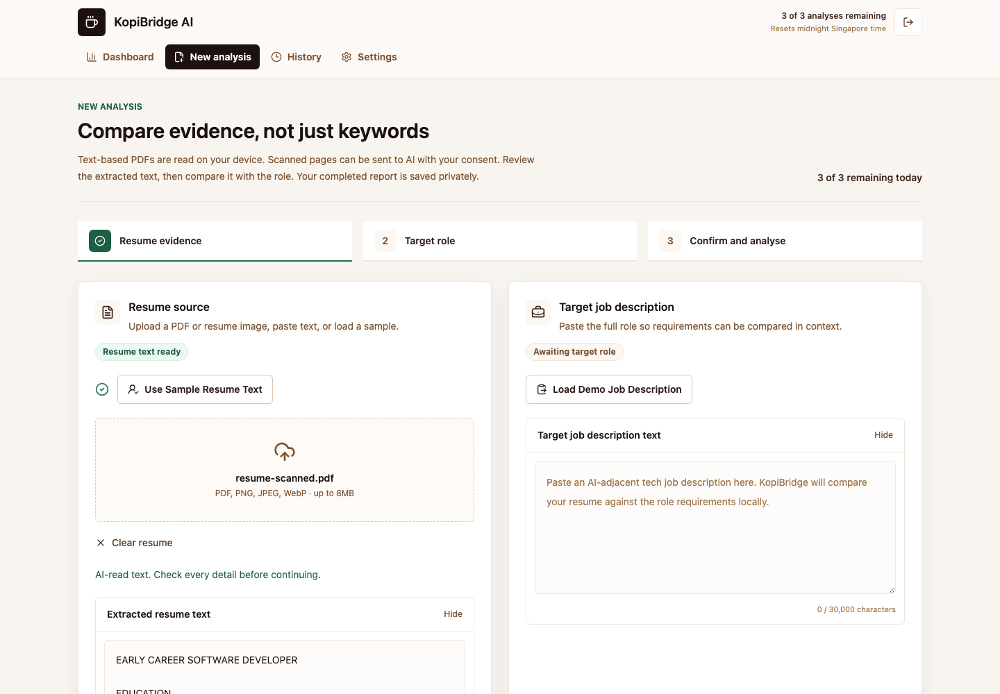 KopiBridge AI
3 of 3 analyses remaining
Resets midnight Singapore time
Dashboard
New analysis
History
Settings
NEW ANALYSIS
Compare evidence, not just keywords
Text-based PDFs are read on your device. Scanned pages can be sent to AI with your consent. Review
the extracted text, then compare it with the role. Your completed report is saved privately.
3 of 3 remaining today
Resume evidence
2
Target role
3
Confirm and analyse
Resume source
Upload a PDF or resume image, paste text, or load a sample.
Resume text ready
Use Sample Resume Text
resume-scanned.pdf
PDF, PNG, JPEG, WebP · up to 8MB
Clear resume
AI-read text. Check every detail before continuing.
Extracted resume text
Hide
EARLY CAREER SOFTWARE DEVELOPER
EDUCATION
Target job description
Paste the full role so requirements can be compared in context.
Awaiting target role
Load Demo Job Description
Target job description text
Hide
Paste an AI-adjacent tech job description here. KopiBridge will compare
your resume against the role requirements locally.
0 / 30,000 characters